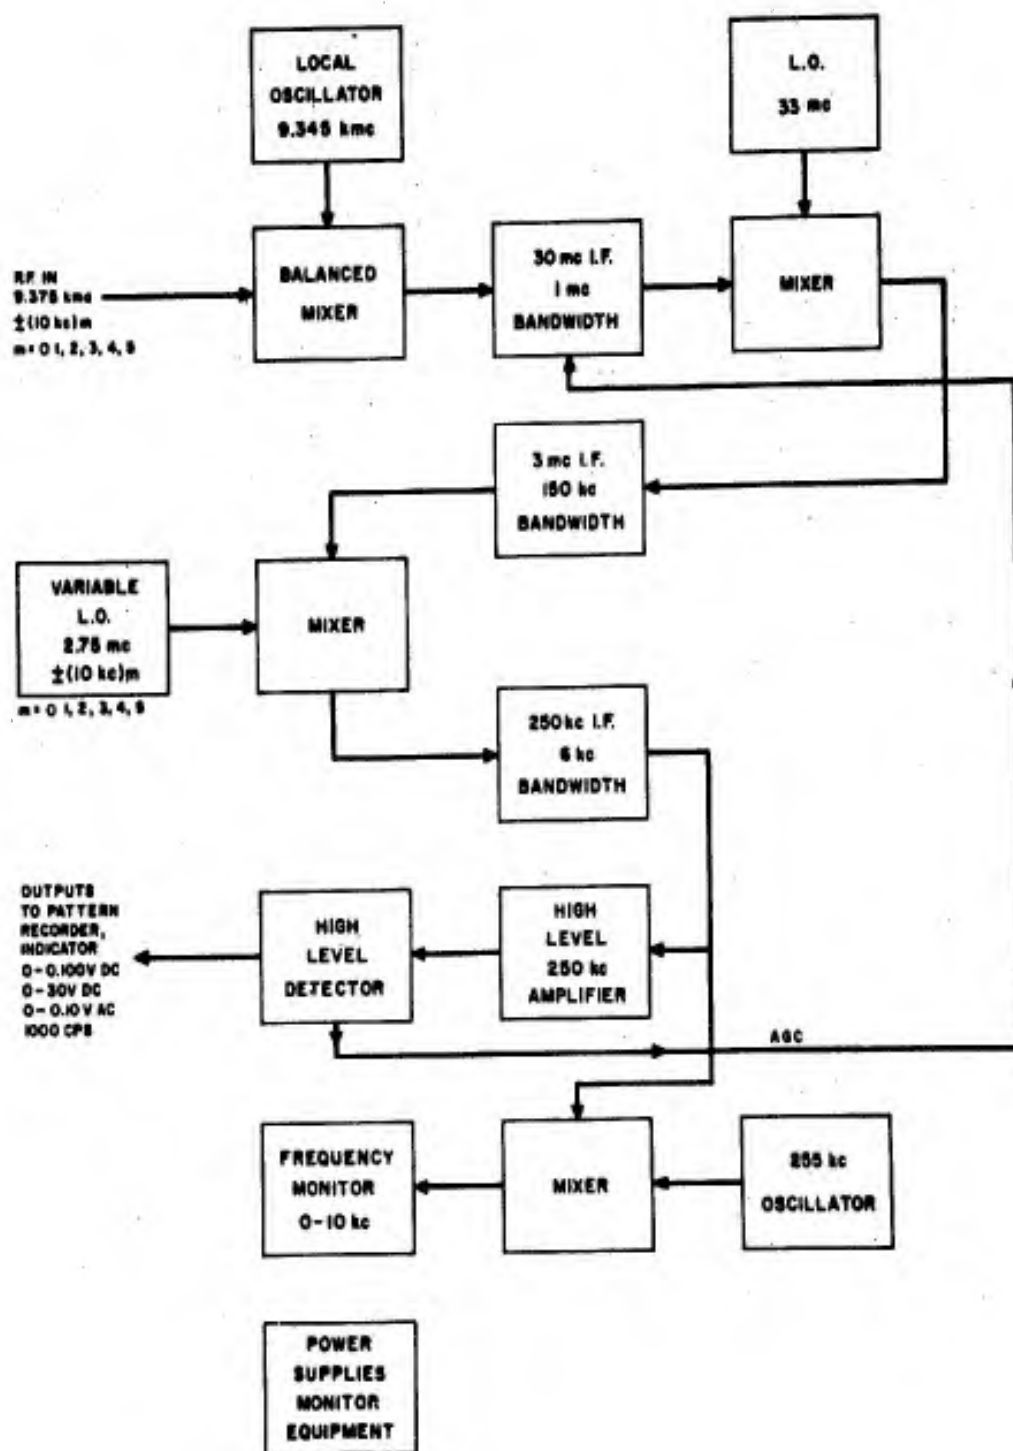 LOCAL
OSCILLATOR
9.345 kmc
L.O.
33 mc
R.F. IN
9.375 kmc
±(10 kc)m
m = 0 1, 2, 3, 4, 5
BALANCED
MIXER
30 mc I.F.
1 mc
BANDWIDTH
MIXER
3 mc I.F.
150 kc
BANDWIDTH
VARIABLE
L.O.
2.75 mc
±(10 kc)m
m = 0 1, 2, 3, 4, 5
MIXER
250 kc I.F.
6 kc
BANDWIDTH
OUTPUTS
TO PATTERN
RECORDER,
INDICATOR
0-0.100V DC
0-30V DC
0-0.10V AC
1000 CPS
HIGH
LEVEL
DETECTOR
HIGH
LEVEL
250 kc
AMPLIFIER
AGC
FREQUENCY
MONITOR
0-10 kc
MIXER
255 kc
OSCILLATOR
POWER
SUPPLIES
MONITOR
EQUIPMENT